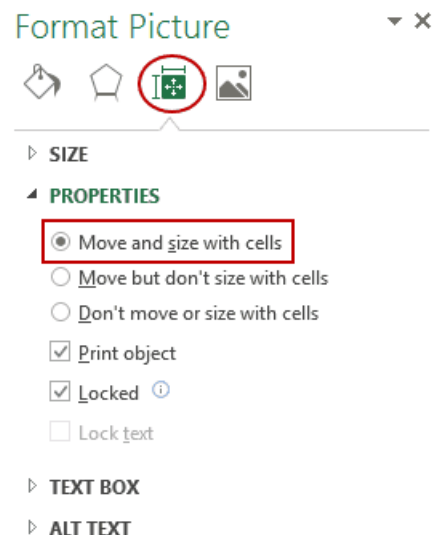 Format Picture
SIZE
PROPERTIES
Move and size with cells
Move but don't size with cells
Don't move or size with cells
Print object
Locked
Lock text
TEXT BOX
ALT TEXT